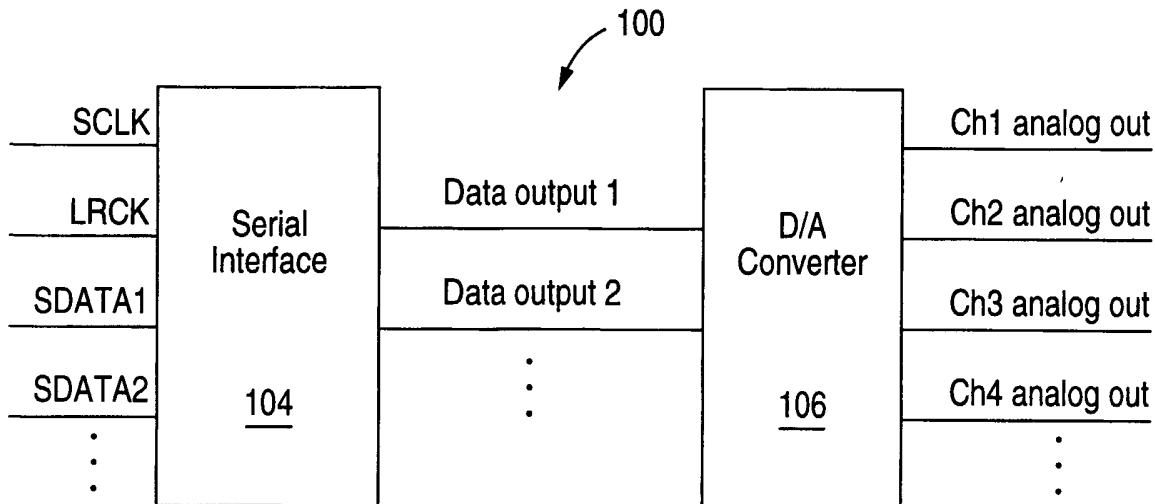 100
SCLK
LRCK
SDATA1
SDATA2
Serial
Interface
104
Data output 1
Data output 2
D/A
Converter
106
Ch1 analog out
Ch2 analog out
Ch3 analog out
Ch4 analog out